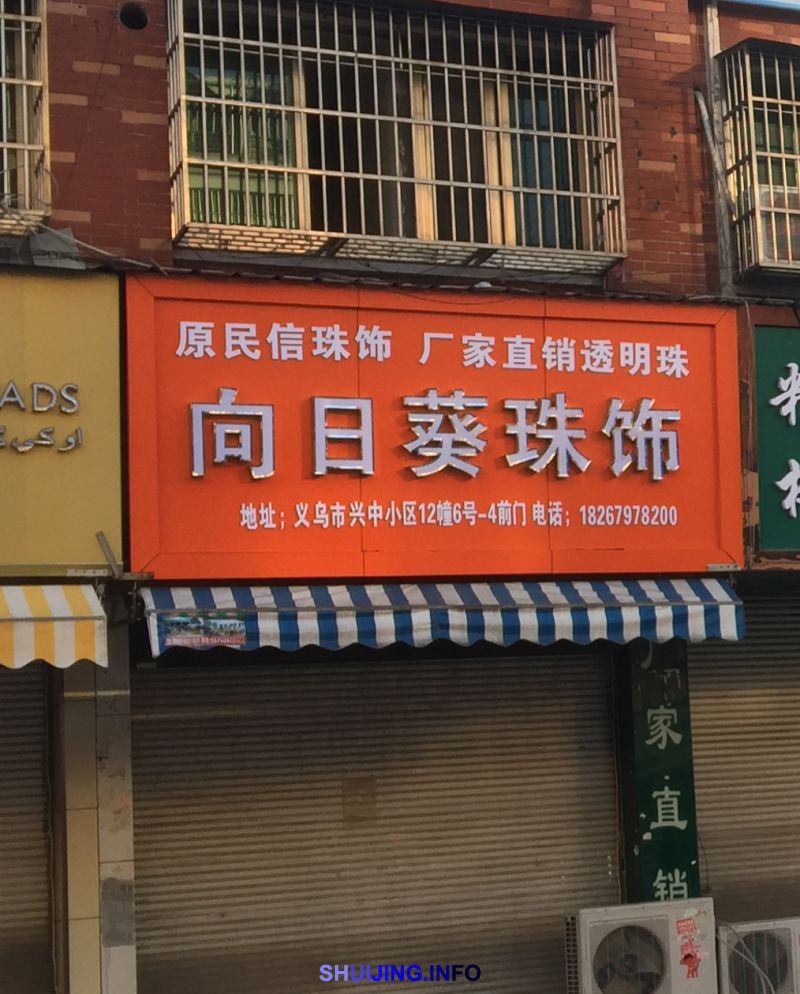 原民信珠饰 厂家直销透明珠
向日葵珠饰
地址；义乌市兴中小区12幢6号-4前门 电话；18267978200
ADS
厂家直销
SHUIJING.INFO